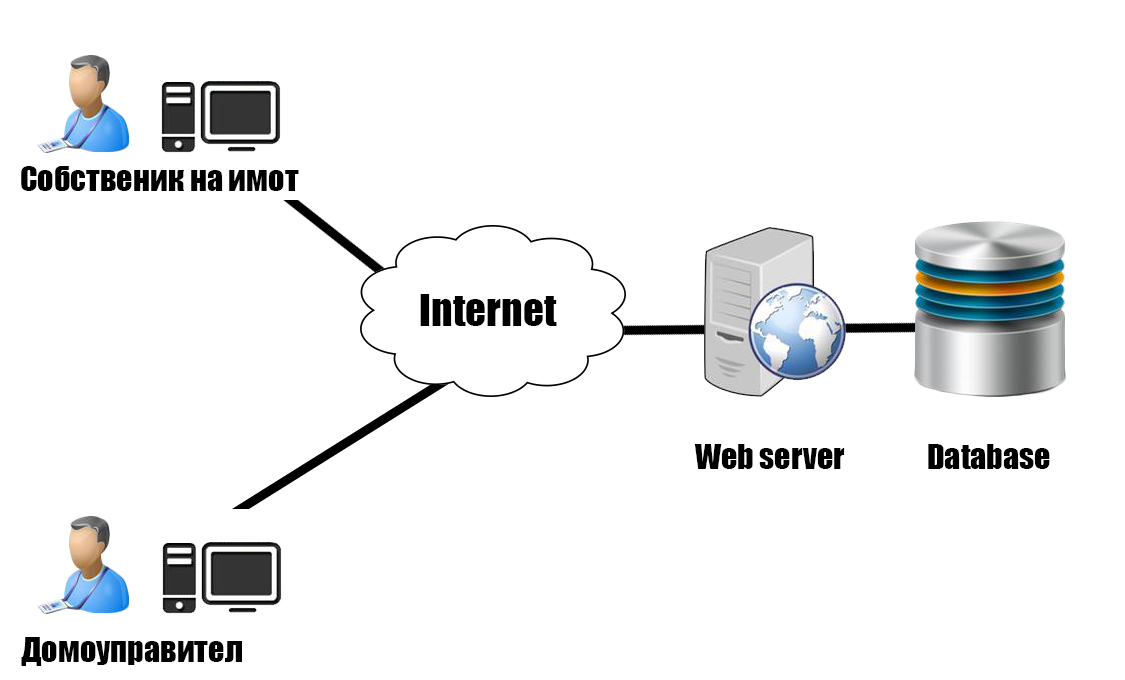 Собственик на имот
Internet
Web server
Database
Домоуправител